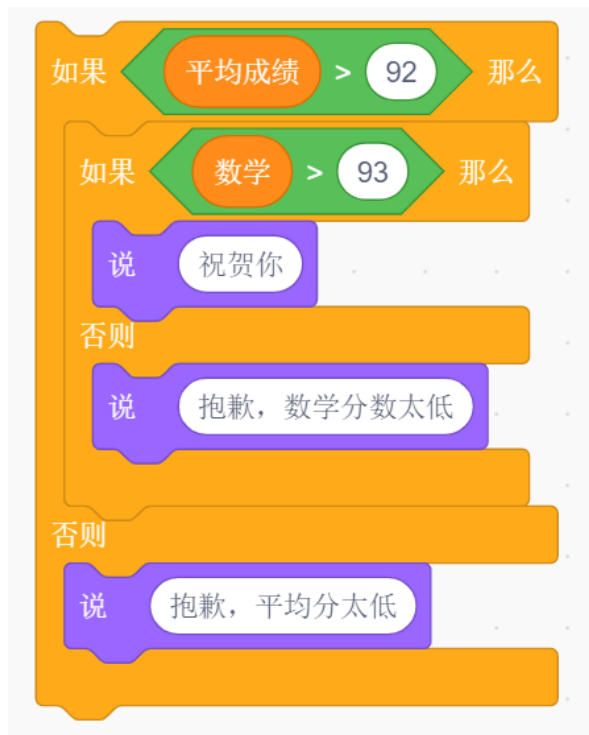 如果 平均成绩 > 92 那么
如果 数学 > 93 那么
说 祝贺你
否则
说 抱歉，数学分数太低
否则
说 抱歉，平均分太低